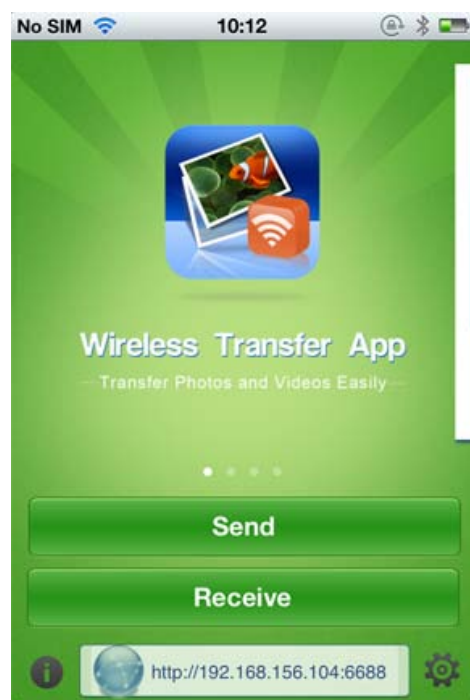 No SIM 10:12
Wireless Transfer App
Transfer Photos and Videos Easily
Send
Receive
http://192.168.156.104:6688